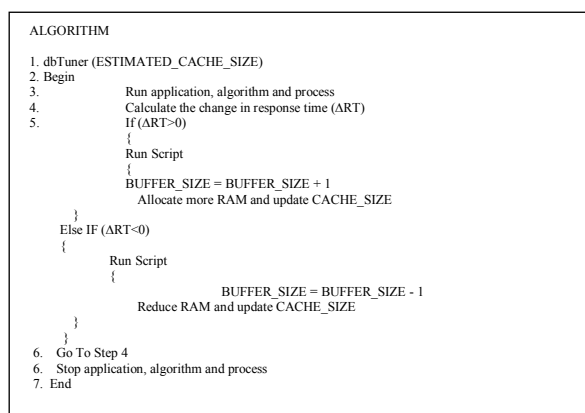 ALGORITHM
1. dbTuner (ESTIMATED_CACHE_SIZE)
2. Begin
3. Run application, algorithm and process
4. Calculate the change in response time (ΔRT)
5. If (ΔRT>0)
{
Run Script
{
BUFFER_SIZE = BUFFER_SIZE + 1
Allocate more RAM and update CACHE_SIZE
}
Else IF (ΔRT<0)
{
Run Script
{
BUFFER_SIZE = BUFFER_SIZE - 1
Reduce RAM and update CACHE_SIZE
}
}
6. Go To Step 4
6. Stop application, algorithm and process
7. End